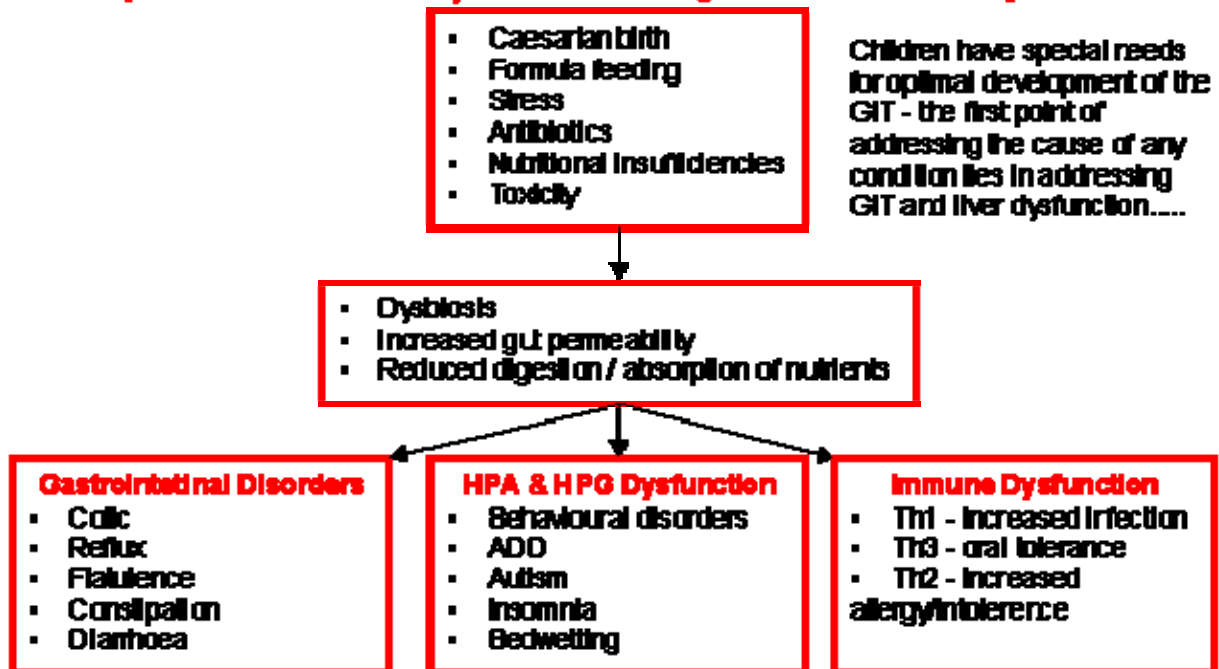 ▪ Caesarian birth
▪ Formula feeding
▪ Stress
▪ Antibiotics
▪ Nutritional Insufficiencies
▪ Toxicity
Children have special needs
for optimal development of the
GIT - the first point of
addressing the cause of any
condition lies in addressing
GIT and liver dysfunction.....
▪ Dysbiosis
▪ Increased gut permeability
▪ Reduced digestion / absorption of nutrients
Gastrointetinal Disorders
▪ Colic
▪ Reflux
▪ Flatulence
▪ Constipation
▪ Diarrhoea
HPA & HPG Dysfunction
▪ Behavioural disorders
▪ ADD
▪ Autism
▪ Insomnia
▪ Bedwetting
Immune Dysfunction
▪ Th1 - Increased infection
▪ Th3 - oral tolerance
▪ Th2 - Increased
allergy/intolerence